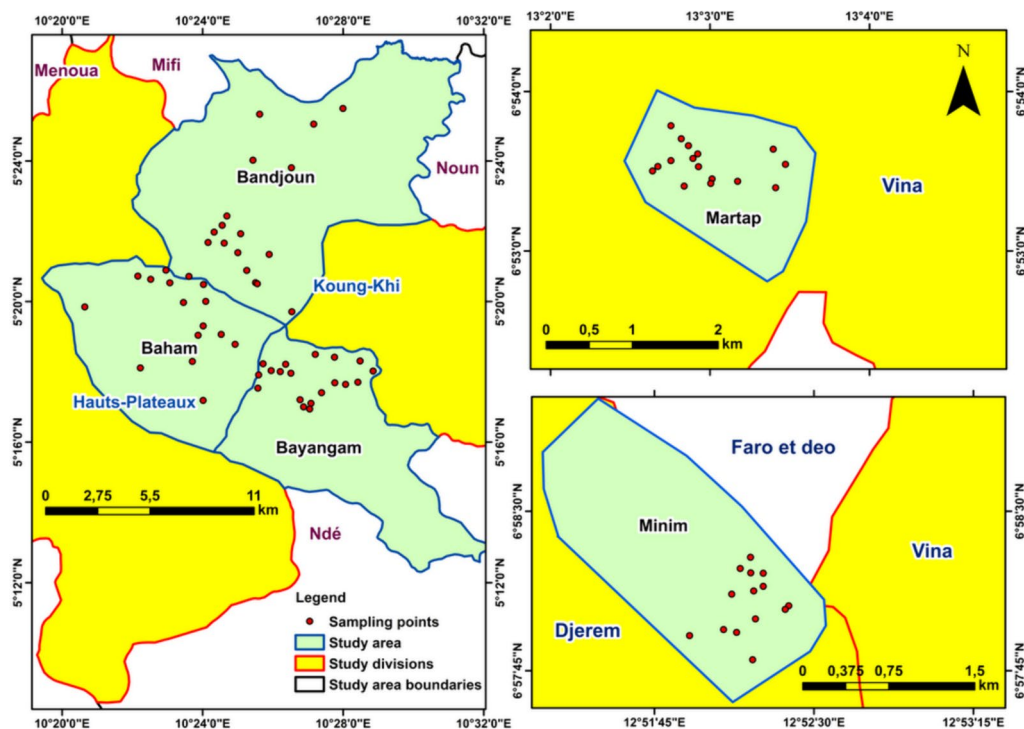 10°20'0"E 10°24'0"E 10°28'0"E 10°32'0"E
Menoua
Mifi
Noun
Bandjoun
Koung-Khi
Baham
Hauts-Plateaux
Bayangam
0 2,75 5,5 11 km
Ndé
Legend
Sampling points
Study area
Study divisions
Study area boundaries
5°24'0"N
5°20'0"N
5°16'0"N
5°12'0"N
5°24'0"N
5°20'0"N
5°16'0"N
5°12'0"N
10°20'0"E 10°24'0"E 10°28'0"E 10°32'0"E
13°2'0"E 13°3'0"E 13°4'0"E
N
6°54'0"N
6°53'0"N
6°54'0"N
6°53'0"N
Vina
Martap
0 0,5 1 2 km
Faro et deo
Minim
Vina
Djerem
0 0,375 0,75 1,5 km
6°58'30"N
6°57'45"N
6°58'30"N
6°57'45"N
12°51'45"E 12°52'30"E 12°53'15"E